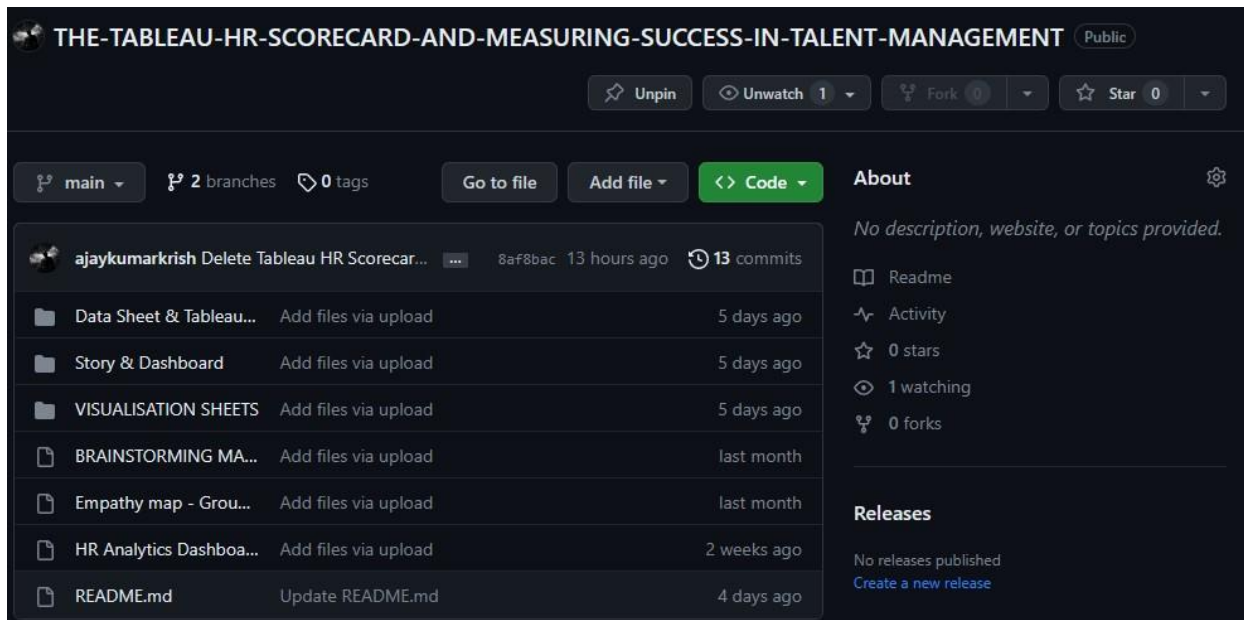 THE-TABLEAU-HR-SCORECARD-AND-MEASURING-SUCCESS-IN-TALENT-MANAGEMENT Public
Unpin Unwatch 1 Fork 0 Star 0
main 2 branches 0 tags Go to file Add file <> Code
ajaykumarkrish Delete Tableau HR Scorecar... ... 8af8bac 13 hours ago 13 commits
Data Sheet & Tableau... Add files via upload 5 days ago
Story & Dashboard Add files via upload 5 days ago
VISUALISATION SHEETS Add files via upload 5 days ago
BRAINSTORMING MA... Add files via upload last month
Empathy map - Grou... Add files via upload last month
HR Analytics Dashboa... Add files via upload 2 weeks ago
README.md Update README.md 4 days ago
About
No description, website, or topics provided.
Readme
Activity
0 stars
1 watching
0 forks
Releases
No releases published
Create a new release